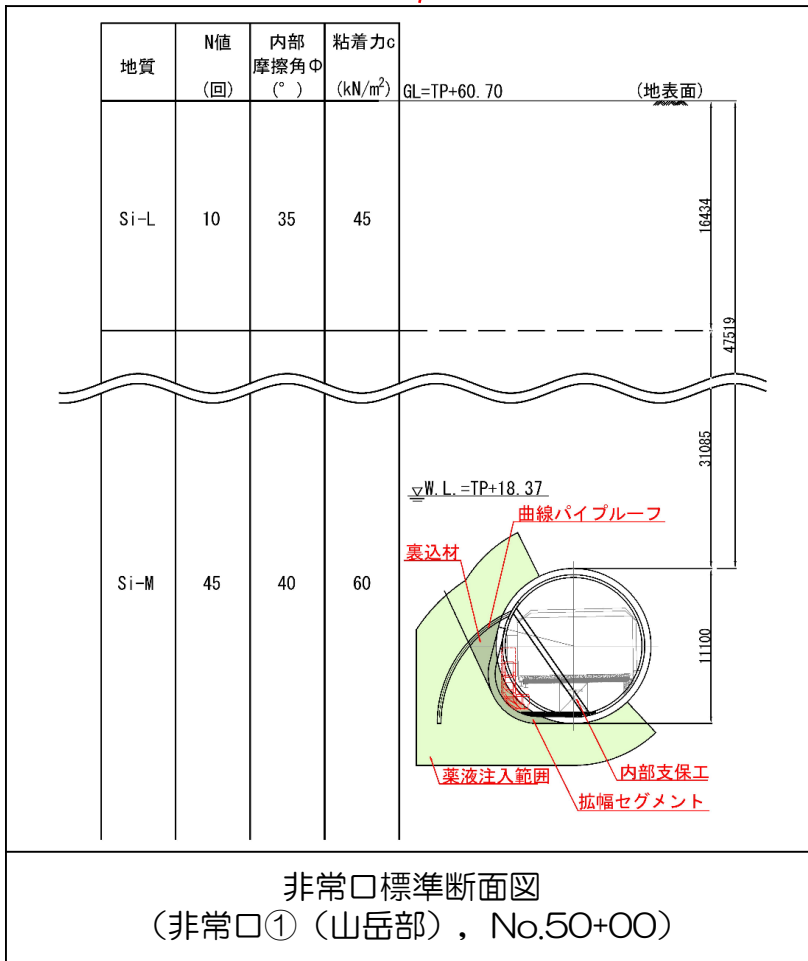 地質
N値
(回)
内部
摩擦角Φ
(° )
粘着力c
(kN/m²)
GL=TP+60.70
(地表面)
Si-L
10
35
45
16434
47519
31085
W.L.=TP+18.37
曲線パイプルーフ
裏込材
Si-M
45
40
60
11100
薬液注入範囲
内部支保工
拡幅セグメント
非常口標準断面図
(非常口①(山岳部), No.50+00)